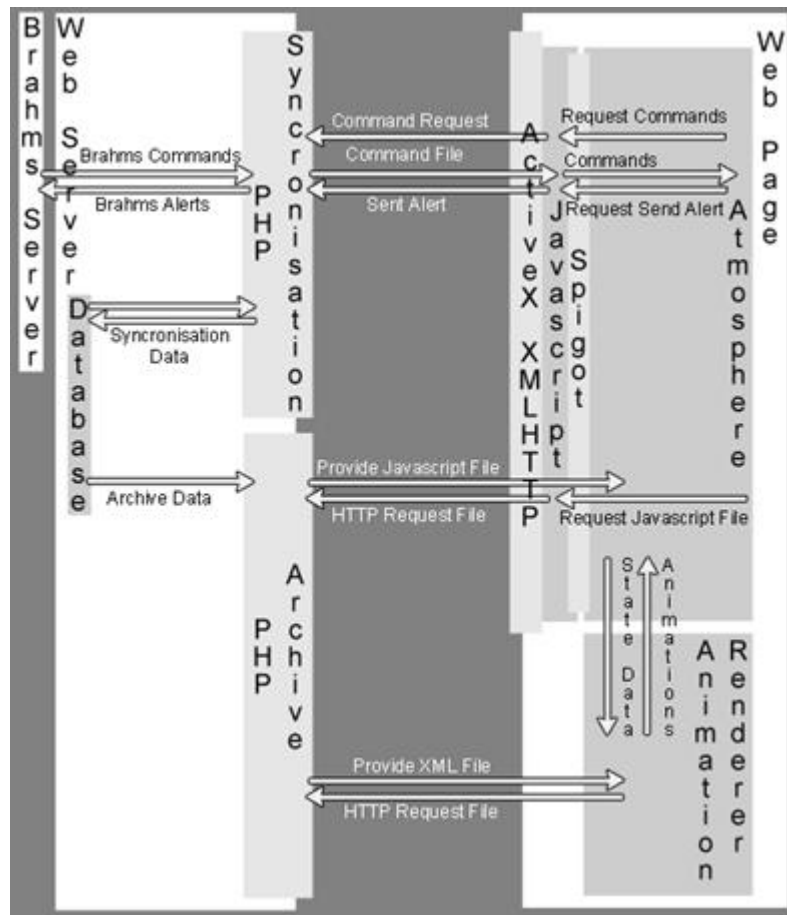 Brahms Server
Web Server
Syncronisation
PHP
ActiveX XMLHTTP
Javascript
Spigot
Atmosphere
Web Page
Command Request
Request Commands
Brahms Commands
Command File
Commands
Brahms Alerts
Sent Alert
Request Send Alert
Database
Syncronisation
Data
Provide Javascript File
Archive Data
HTTP Request File
Request Javascript File
Archive
PHP
State Data
Animations
Animation
Renderer
Provide XML File
HTTP Request File